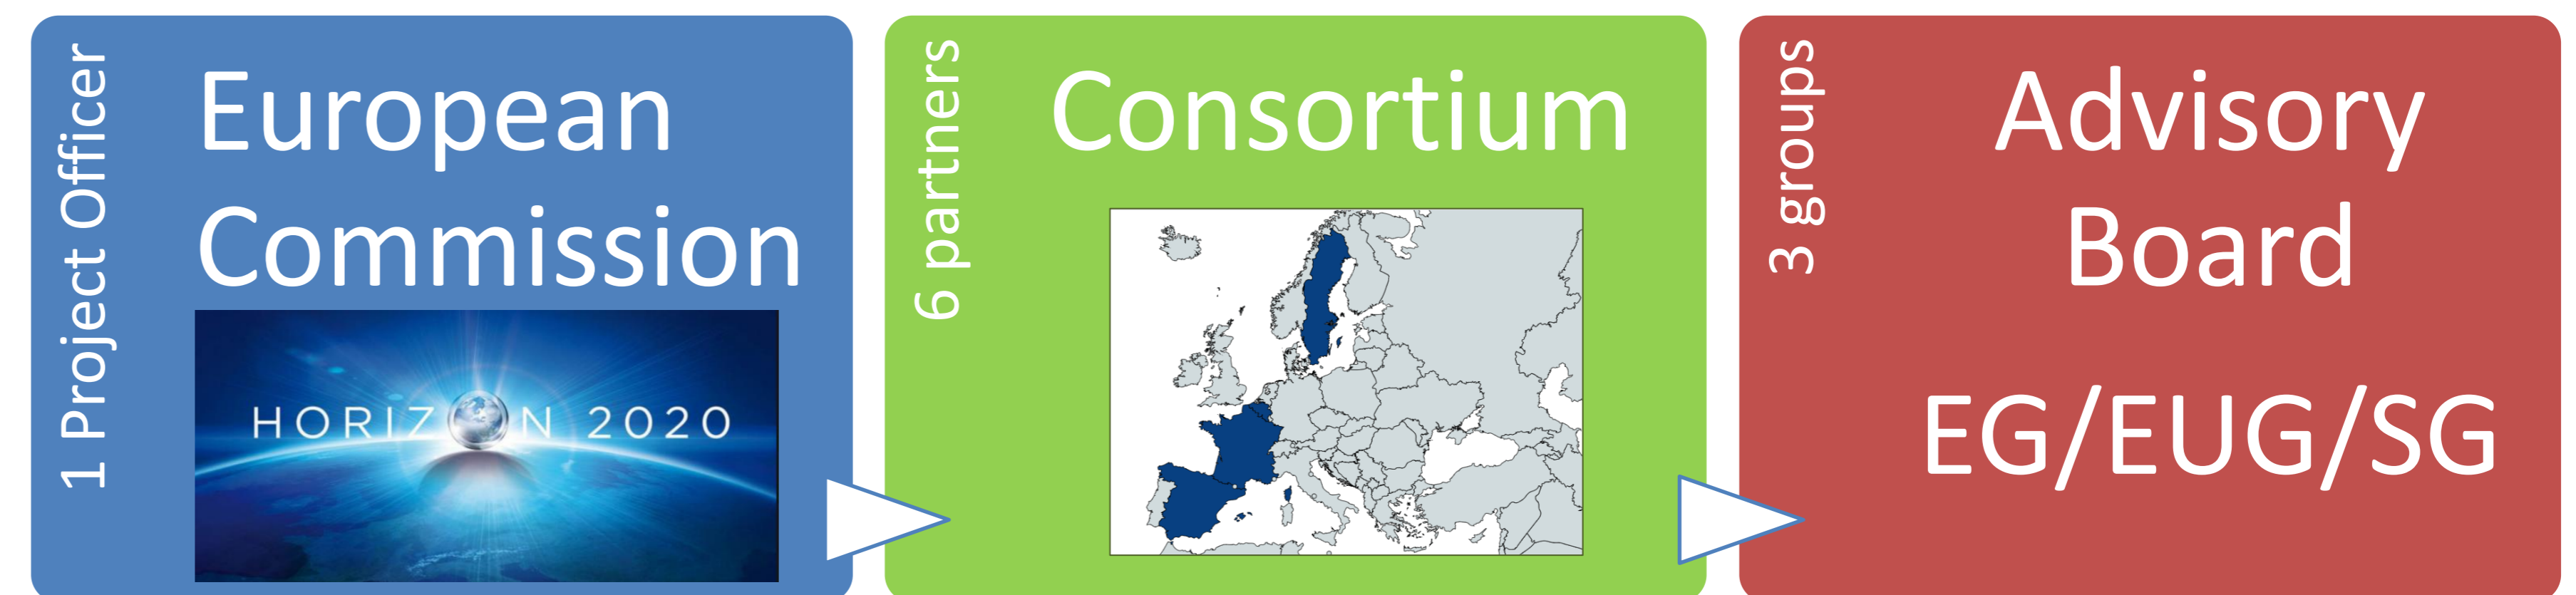 1 Project Officer
European
Commission
HORIZON 2020
6 partners
Consortium
3 groups
Advisory
Board
EG/EUG/SG